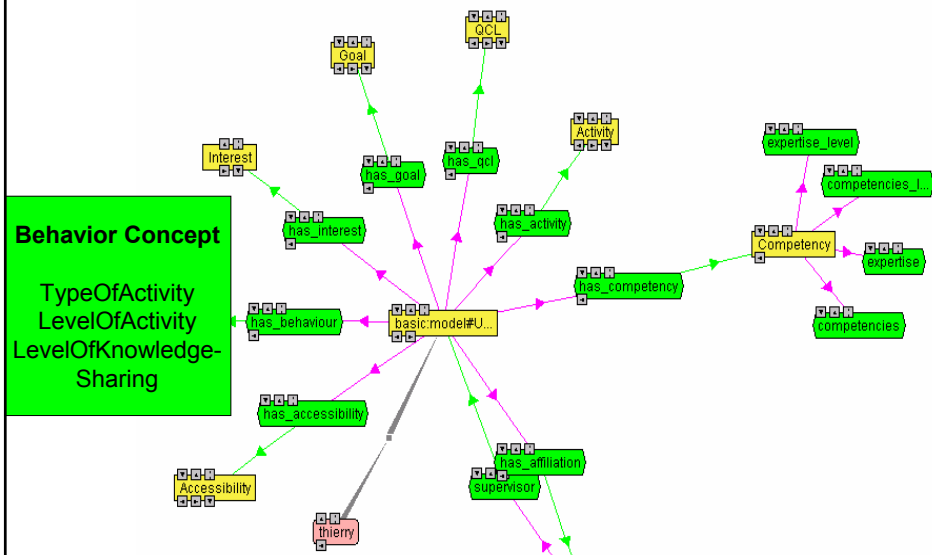 QCL
Goal
Activity
expertise_level
Interest
has_goal
has_qcl
competencies_l...
Behavior Concept
has_interest
has_activity
Competency
expertise
TypeOfActivity
LevelOfActivity
LevelOfKnowledge-
Sharing
has_competency
has_behaviour
basic:model#U...
competencies
has_accessibility
has_affiliation
supervisor
Accessibility
thierry